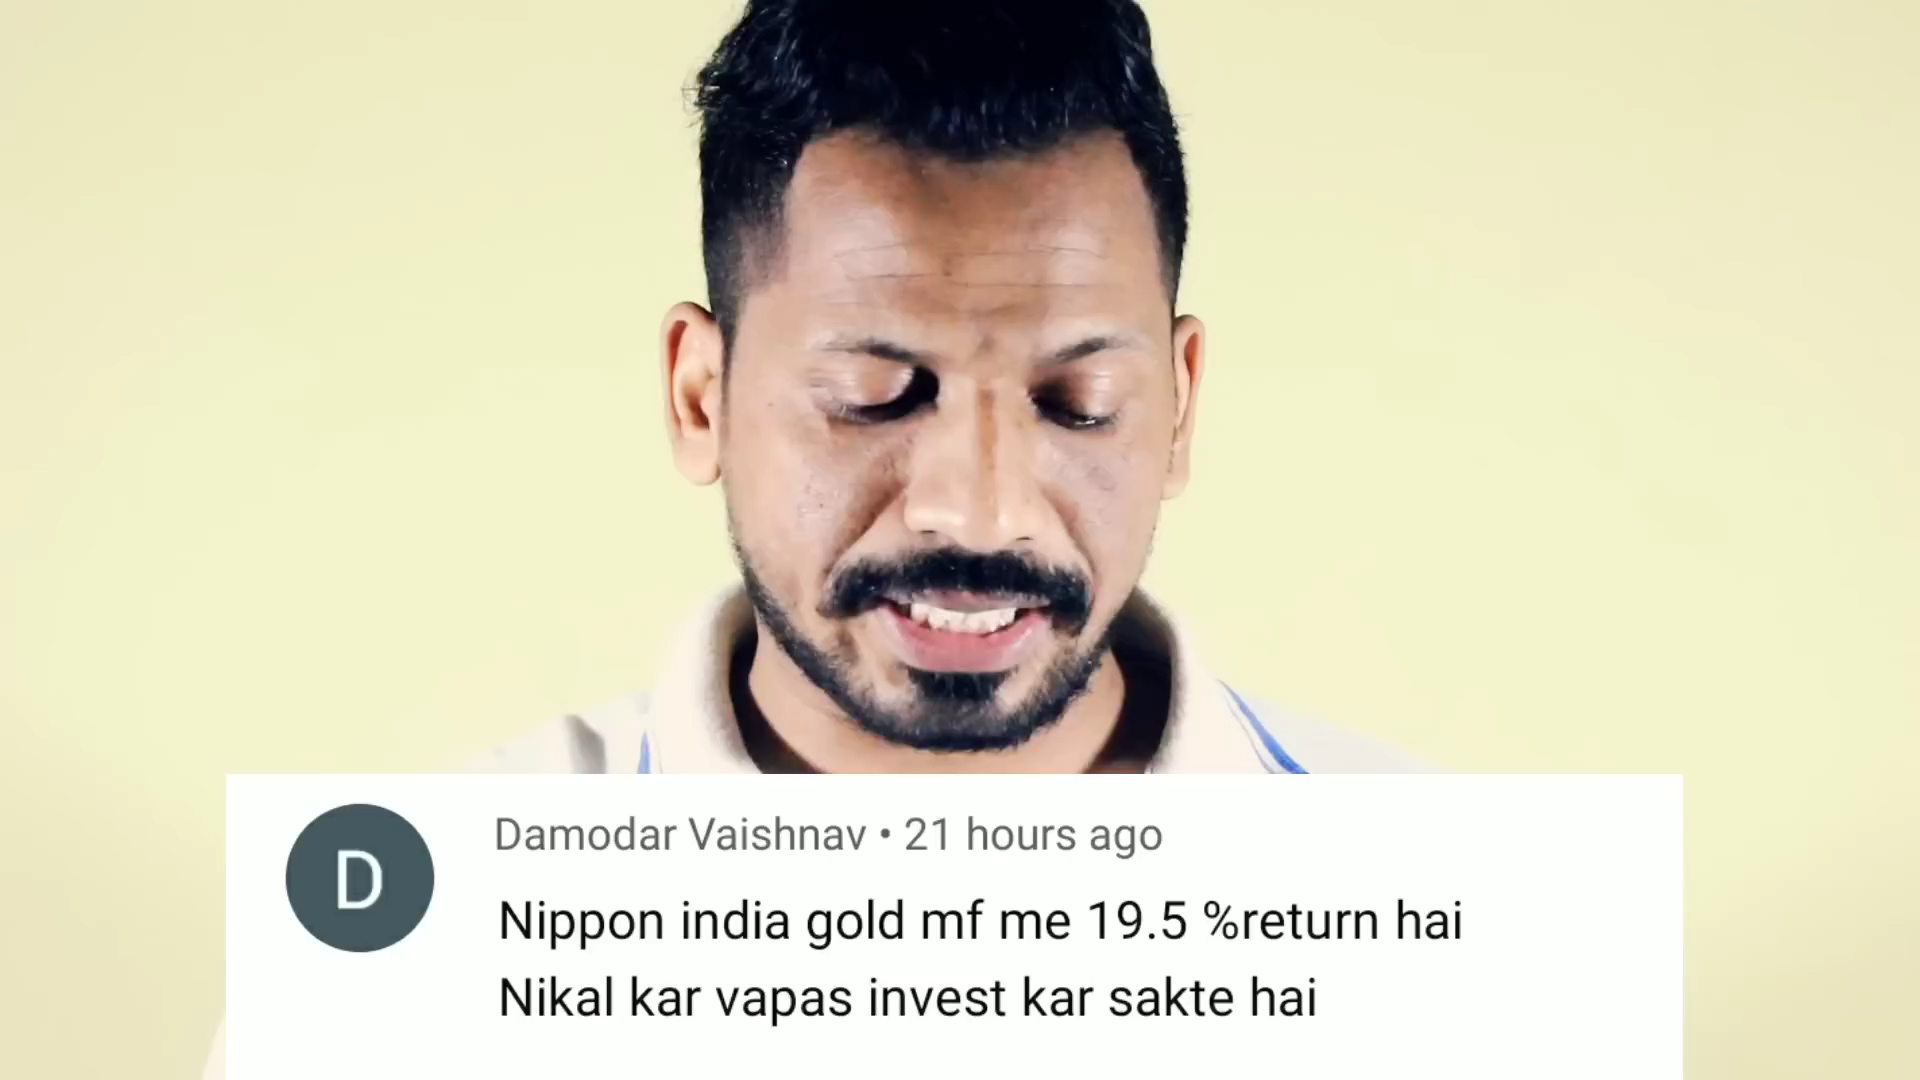 D
Damodar Vaishnav • 21 hours ago
Nippon india gold mf me 19.5 %return hai
Nikal kar vapas invest kar sakte hai